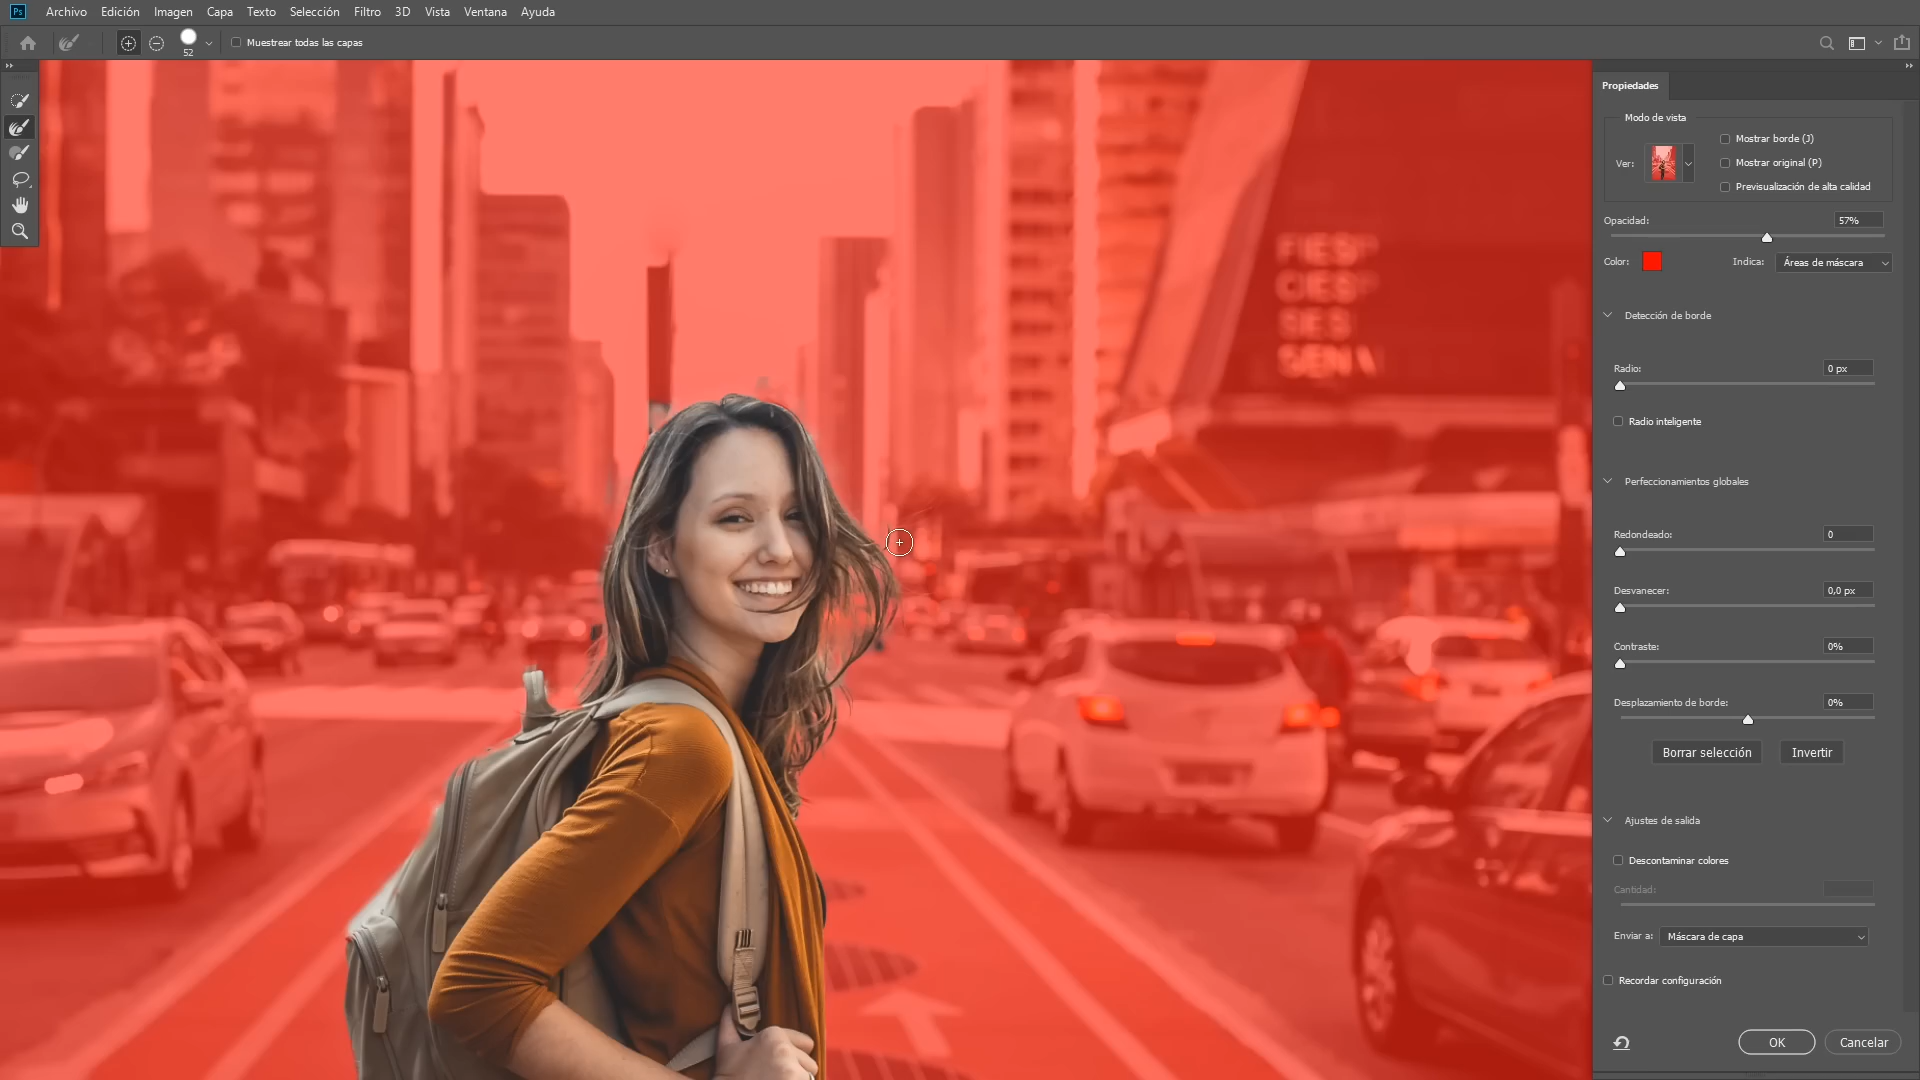 Ps Archivo Edición Imagen Capa Texto Selección Filtro 3D Vista Ventana Ayuda
52
Muestrear todas las capas
Propiedades
Modo de vista
Ver:
Mostrar borde (J)
Mostrar original (P)
Previsualización de alta calidad
Opacidad: 57%
Color:
Indica: Áreas de máscara
Detección de borde
Radio: 0 px
Radio inteligente
Perfeccionamientos globales
Redondeado: 0
Desvanecer: 0,0 px
Contraste: 0%
Desplazamiento de borde: 0%
Borrar selección Invertir
Ajustes de salida
Descontaminar colores
Cantidad:
Enviar a: Máscara de capa
Recordar configuración
OK Cancelar
FIESP
CIESP
SESI